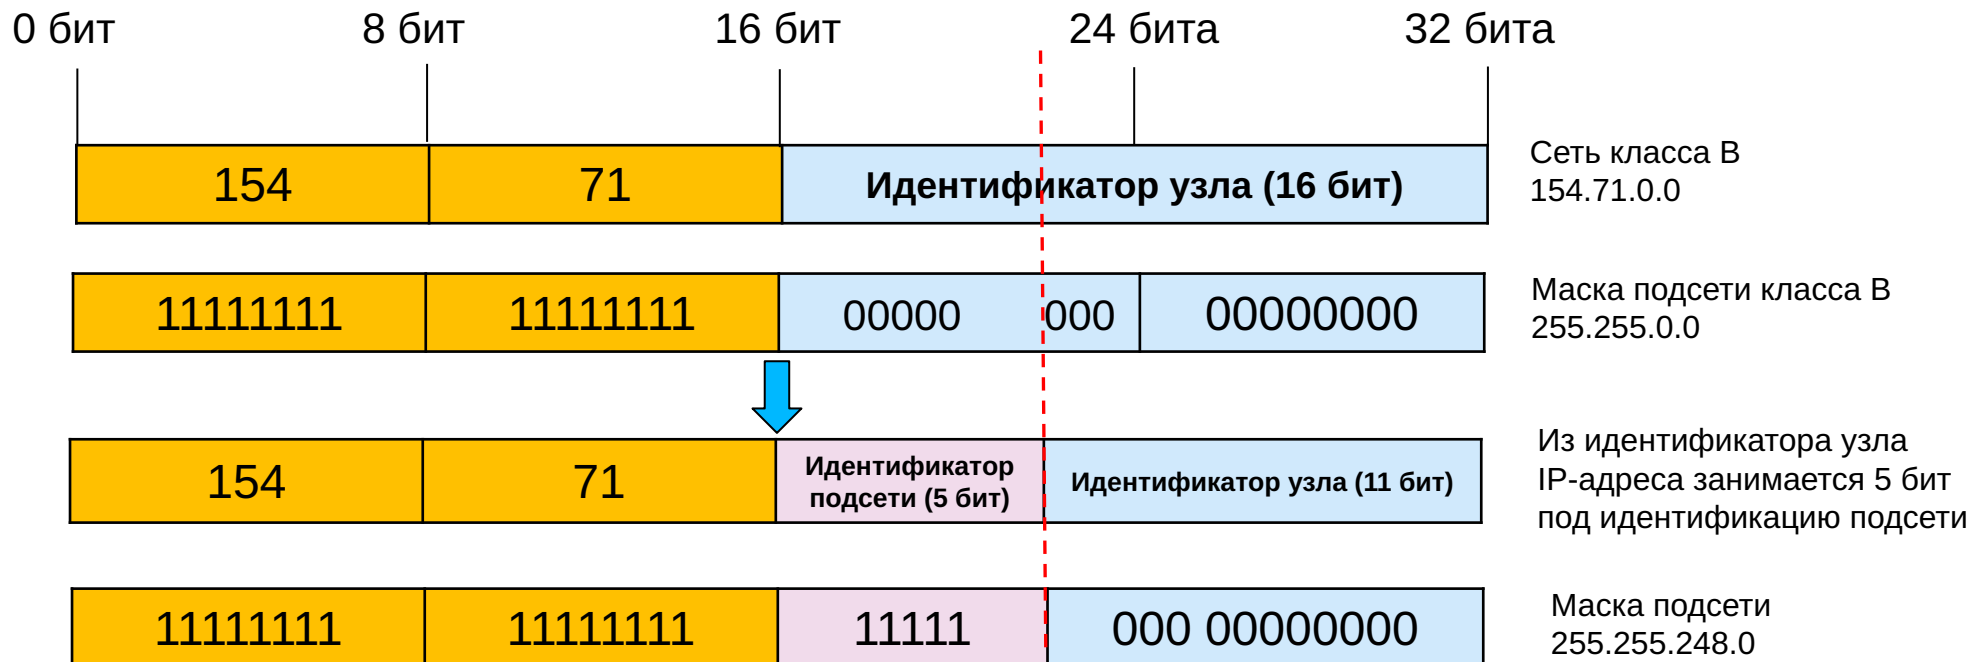 0 бит
8 бит
16 бит
24 бита
32 бита
154
71
Идентификатор узла (16 бит)
Сеть класса B
154.71.0.0
11111111
11111111
00000
000
00000000
Маска подсети класса B
255.255.0.0
154
71
Идентификатор
подсети (5 бит)
Идентификатор узла (11 бит)
Из идентификатора узла
IP-адреса занимается 5 бит
под идентификацию подсети
11111111
11111111
11111
000 00000000
Маска подсети
255.255.248.0